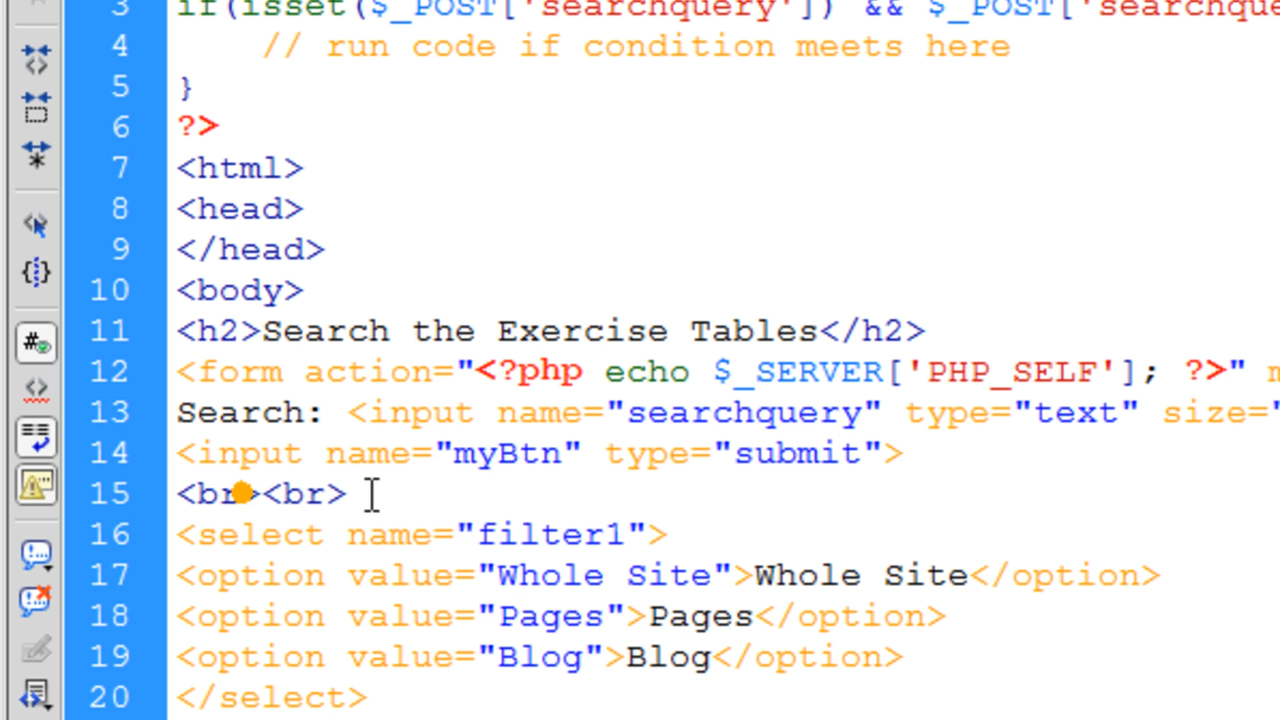 3 if(isset($_POST['searchquery']) && $_POST['searchque
4 // run code if condition meets here
5 }
6 ?>
7 <html>
8 <head>
9 </head>
10 <body>
11 <h2>Search the Exercise Tables</h2>
12 <form action="<?php echo $_SERVER['PHP_SELF']; ?>" m
13 Search: <input name="searchquery" type="text" size="
14 <input name="myBtn" type="submit">
15 <br><br>
16 <select name="filter1">
17 <option value="Whole Site">Whole Site</option>
18 <option value="Pages">Pages</option>
19 <option value="Blog">Blog</option>
20 </select>